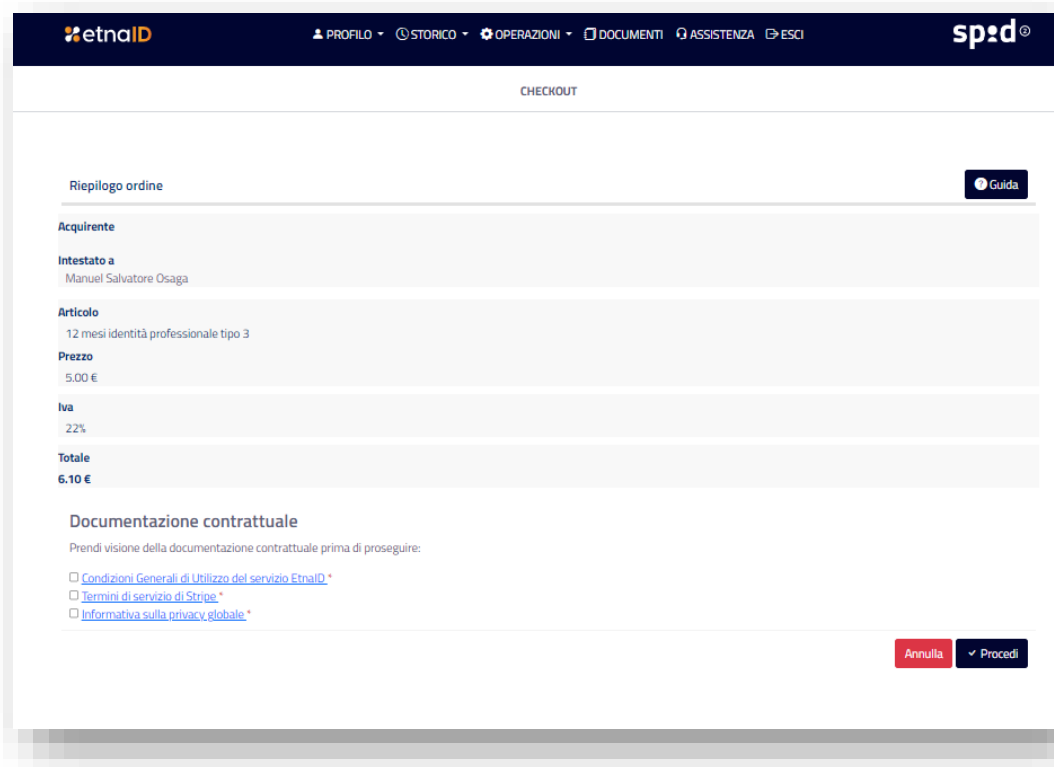 etnaID
PROFILO STORICO OPERAZIONI DOCUMENTI ASSISTENZA ESCI
spid 2
CHECKOUT
Riepilogo ordine
Guida
Acquirente
Intestato a
Manuel Salvatore Osaga
Articolo
12 mesi identità professionale tipo 3
Prezzo
5.00 €
Iva
22%
Totale
6.10 €
Documentazione contrattuale
Prendi visione della documentazione contrattuale prima di proseguire:
Condizioni Generali di Utilizzo del servizio EtnaID *
Termini di servizio di Stripe *
Informativa sulla privacy globale *
Annulla
Procedi